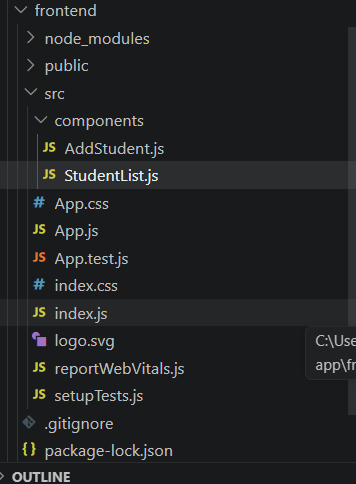 frontend
node_modules
public
src
components
JS AddStudent.js
JS StudentList.js
# App.css
JS App.js
JS App.test.js
# index.css
JS index.js
logo.svg
C:\Use
JS reportWebVitals.js
app\fr
JS setupTests.js
.gitignore
{} package-lock.json
OUTLINE